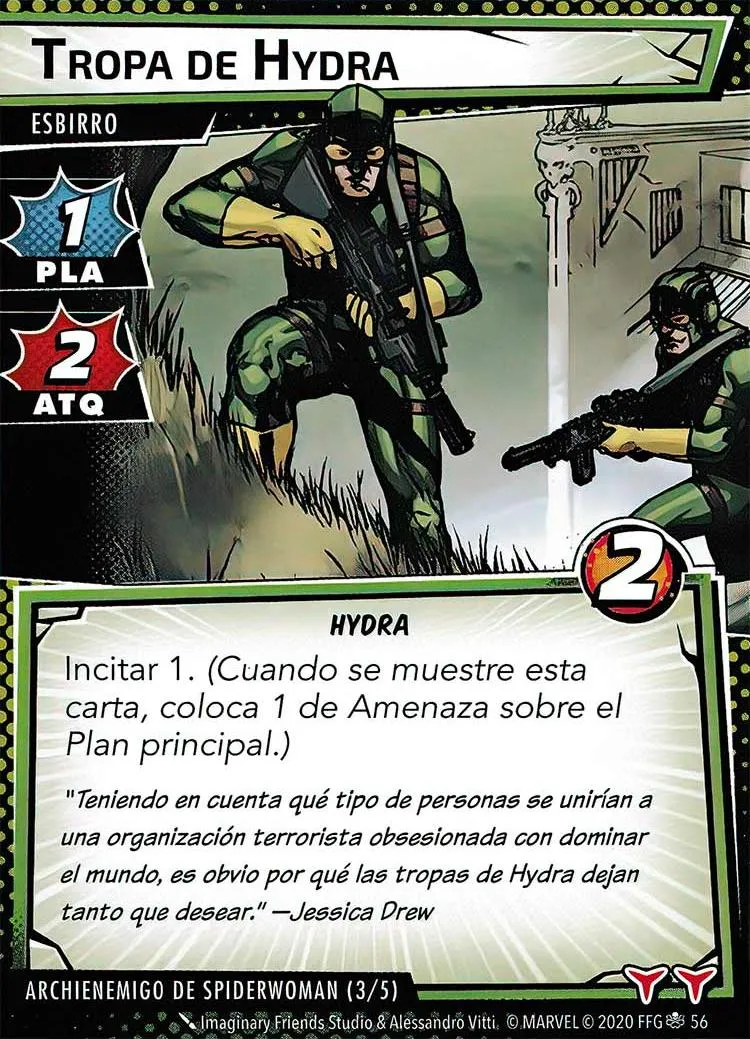 TROPA DE HYDRA
ESBIRRO
1
PLA
2
ATQ
2
HYDRA
Incitar 1. (Cuando se muestre esta
carta, coloca 1 de Amenaza sobre el
Plan principal.)
"Teniendo en cuenta qué tipo de personas se unirían a
una organización terrorista obsesionada con dominar
el mundo, es obvio por qué las tropas de Hydra dejan
tanto que desear." —Jessica Drew
ARCHIENEMIGO DE SPIDERWOMAN (3/5)
Imaginary Friends Studio & Alessandro Vitti. © MARVEL © 2020 FFG 56